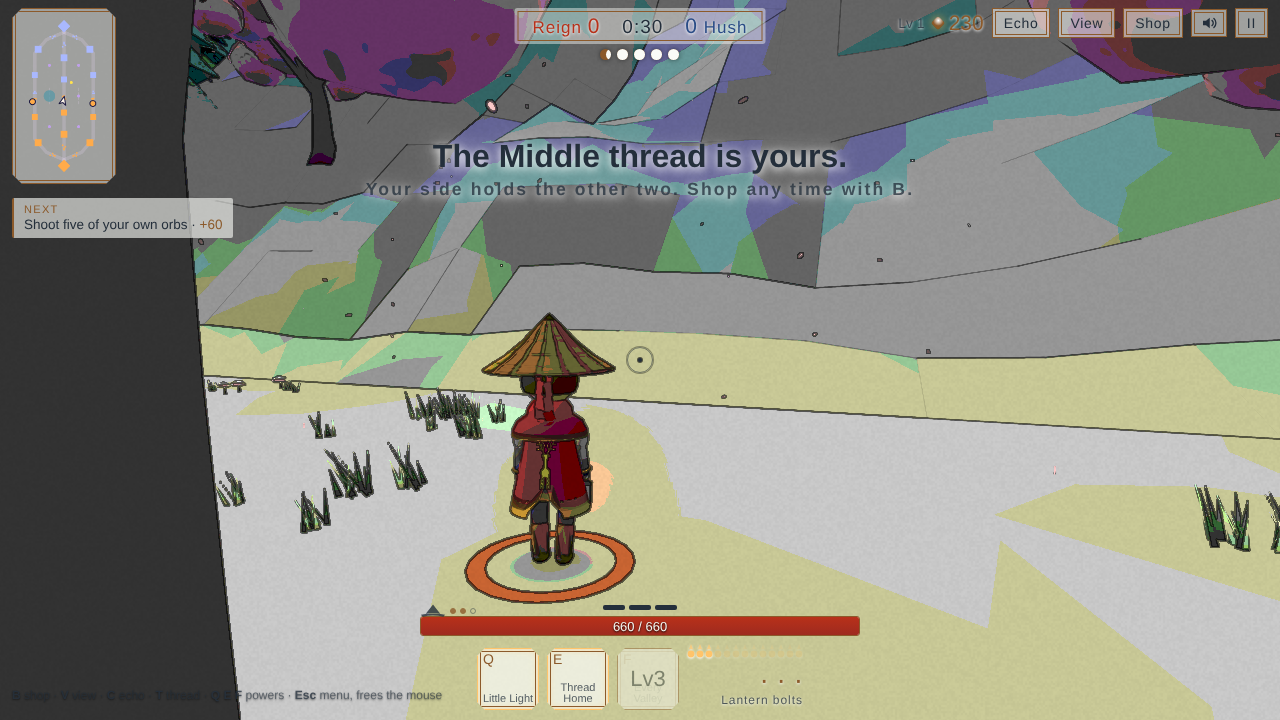 Reign 0 0:30 0 Hush
Lv 1 230 Echo View Shop II
The Middle thread is yours.
Your side holds the other two. Shop any time with B.
NEXT
Shoot five of your own orbs · +60
660 / 660
Q
Little Light
E
Thread Home
Lv3
Lantern bolts
B shop · V view · C echo · T thread · Q E F powers · Esc menu, frees the mouse